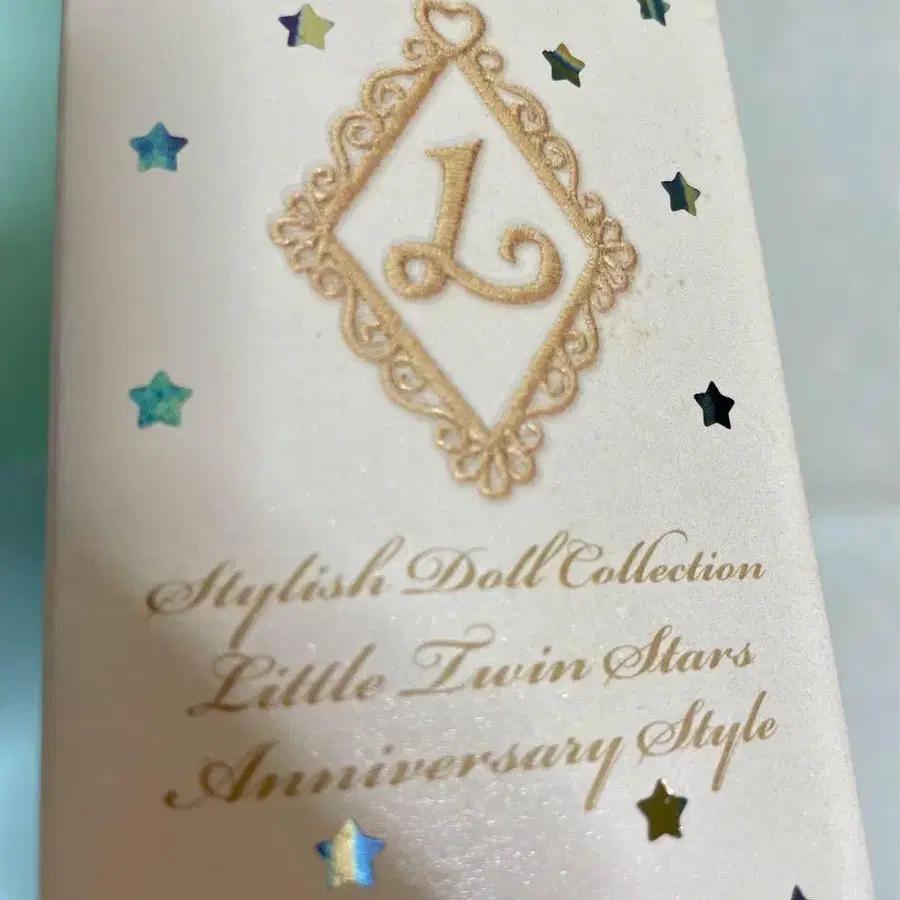 L
Stylish Doll Collection
Little Twin Stars
Anniversary Style